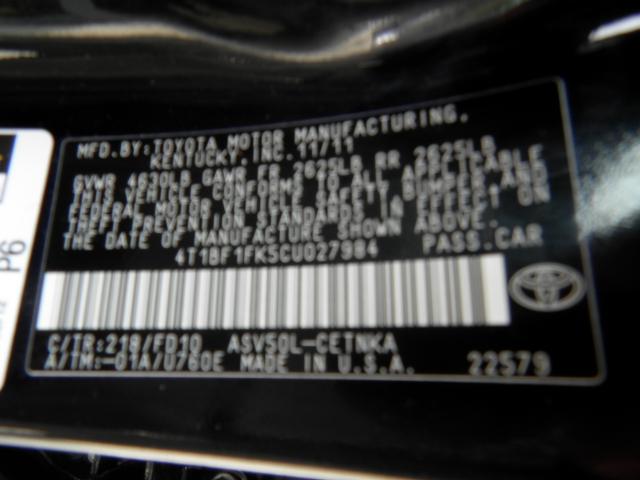 MFD.BY:TOYOTA MOTOR MANUFACTURING,
KENTUCKY,INC. 11/11
GVWR 4630LB GAWR FR 2625LB RR 2625LB
THIS VEHICLE CONFORMS TO ALL APPLICABLE
FEDERAL MOTOR VEHICLE SAFETY, BUMPER, AND
THEFT PREVENTION STANDARDS IN EFFECT ON
THE DATE OF MANUFACTURE SHOWN ABOVE.
4T1BF1FK5CU027984 PASS.CAR
C/TR:218/FD10 ASV50L-CETNKA
A/TM:-01A/U760E MADE IN U.S.A. 22579
P6